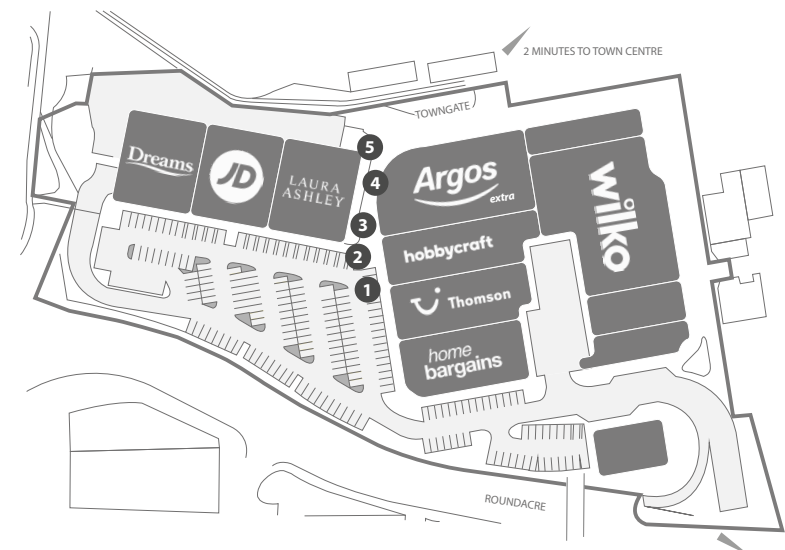 2 MINUTES TO TOWN CENTRE
TOWNGATE
5
Dreams
JD
LAURA
ASHLEY
4
Argos
extra
wilko
3
hobbycraft
2
1
Thomson
home
bargains
ROUNDACRE